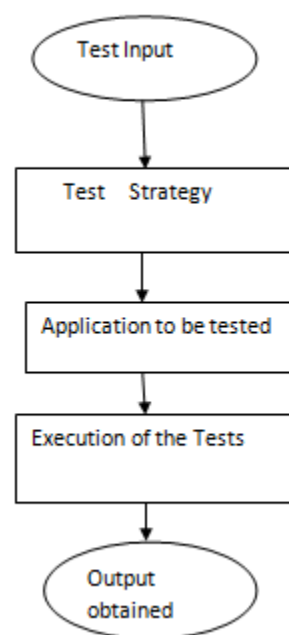 Test Input
Test Strategy
Application to be tested
Execution of the Tests
Output
obtained